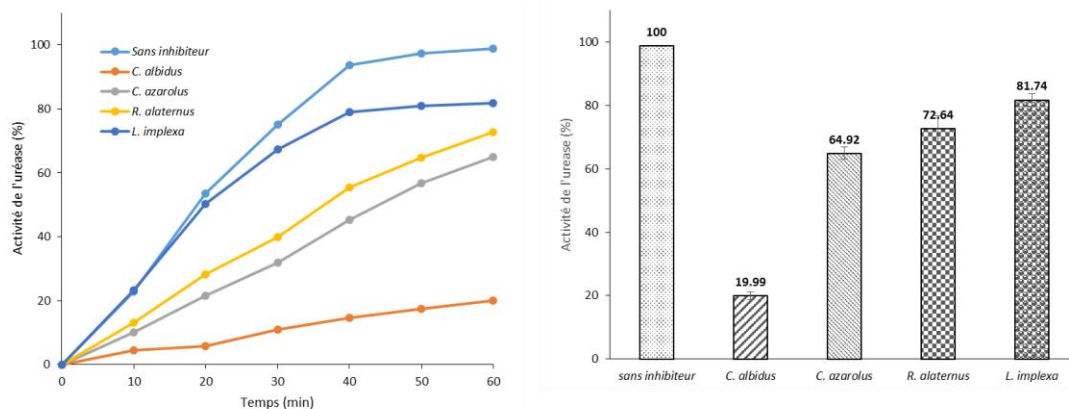 100
80
60
40
20
0
Activité de l'uréase (%)
Sans inhibiteur
C. albidus
C. azarolus
R. alaternus
L. implexa
0 10 20 30 40 50 60
Temps (min)
100
80
60
40
20
0
Activité de l'urease (%)
100
19.99
64.92
72.64
81.74
sans inhibiteur C. albidus C. azarolus R. alaternus L. implexa